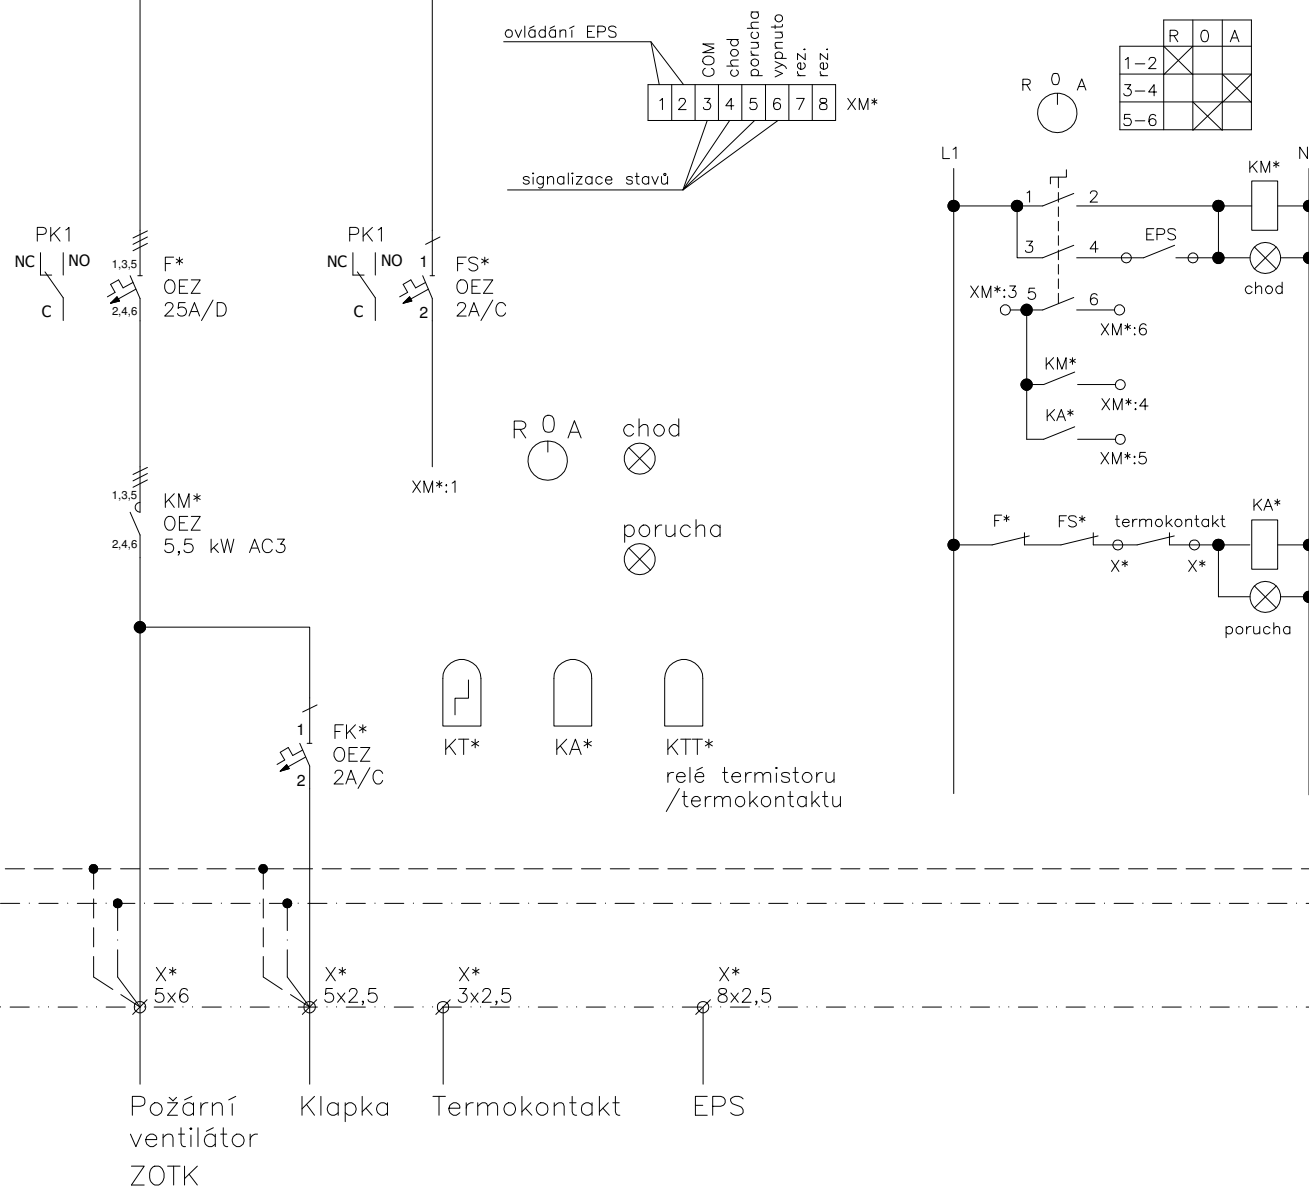 ovládání EPS
COM
chod
porucha
vypnuto
rez.
rez.
1 2 3 4 5 6 7 8 XM*
signalizace stavů
R 0 A
1-2
3-4
5-6
R 0 A
L1
N
KM*
1 2
3 4
EPS
chod
XM*:3
5 6
XM*:6
KM*
XM*:4
KA*
XM*:5
F*
FS*
termokontakt
KA*
X*
X*
porucha
PK1
NC NO
C
1,3,5
2,4,6
F*
OEZ
25A/D
PK1
NC NO
C
1
2
FS*
OEZ
2A/C
XM*:1
1,3,5
2,4,6
KM*
OEZ
5,5 kW AC3
R 0 A
chod
porucha
1
2
FK*
OEZ
2A/C
KT*
KA*
KTT*
relé termistoru
/termokontaktu
X*
5x6
X*
5x2,5
X*
3x2,5
X*
8x2,5
Požární
ventilátor
ZOTK
Klapka
Termokontakt
EPS